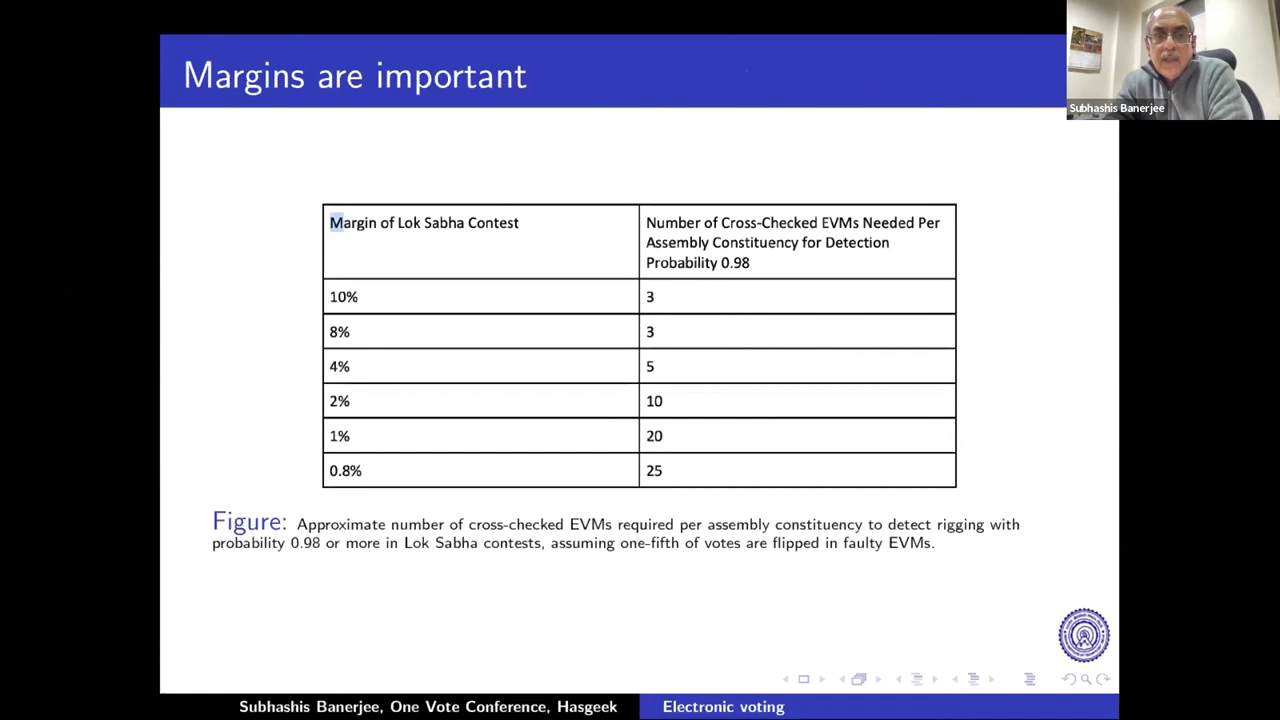 Margins are important
Subhashis Banerjee
Margin of Lok Sabha Contest
Number of Cross-Checked EVMs Needed Per
Assembly Constituency for Detection
Probability 0.98
10%
3
8%
3
4%
5
2%
10
1%
20
0.8%
25
Figure: Approximate number of cross-checked EVMs required per assembly constituency to detect rigging with
probability 0.98 or more in Lok Sabha contests, assuming one-fifth of votes are flipped in faulty EVMs.
Subhashis Banerjee, One Vote Conference, Hasgeek
Electronic voting